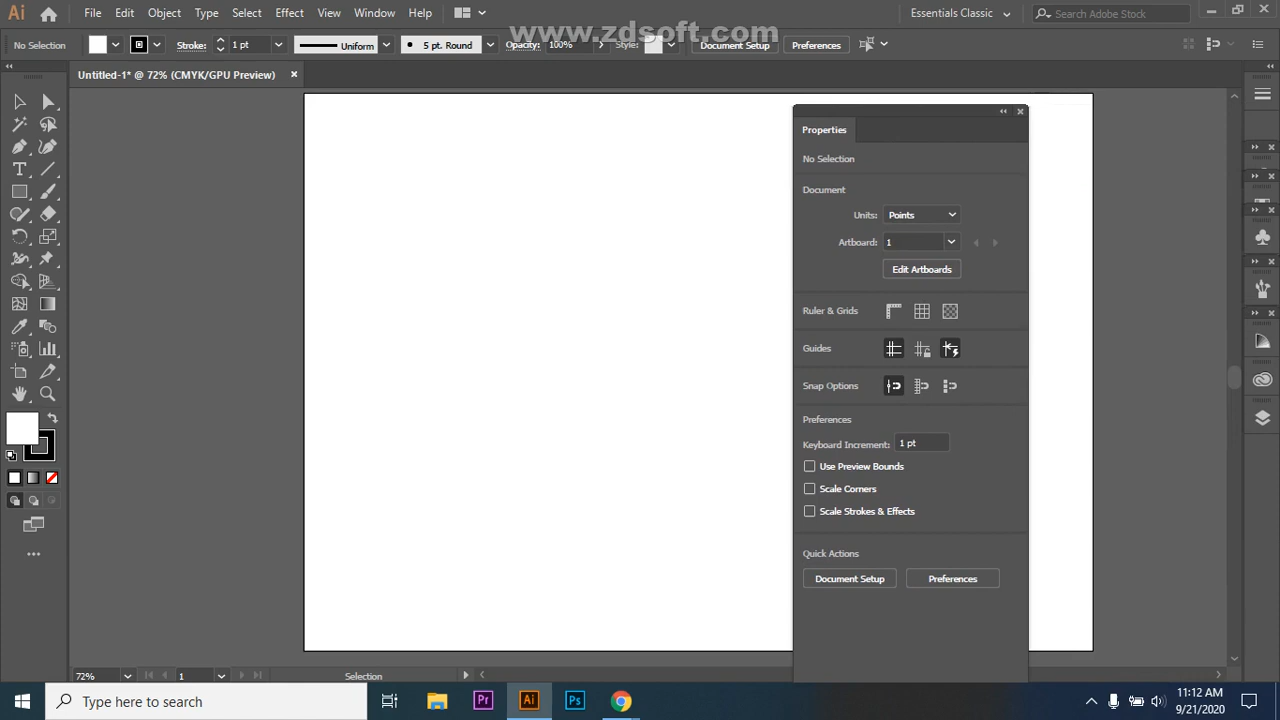 Ai File Edit Object Type Select Effect View Window Help Essentials Classic Search Adobe Stock
www.zdsoft.com
No Selection Stroke: 1 pt Uniform 5 pt. Round Opacity: 100% Style: Document Setup Preferences
Untitled-1* @ 72% (CMYK/GPU Preview)
Properties
No Selection
Document
Units: Points
Artboard: 1
Edit Artboards
Ruler & Grids
Guides
Snap Options
Preferences
Keyboard Increment: 1 pt
Use Preview Bounds
Scale Corners
Scale Strokes & Effects
Quick Actions
Document Setup Preferences
72% 1 Selection
Type here to search Pr Ai Ps
11:12 AM
9/21/2020